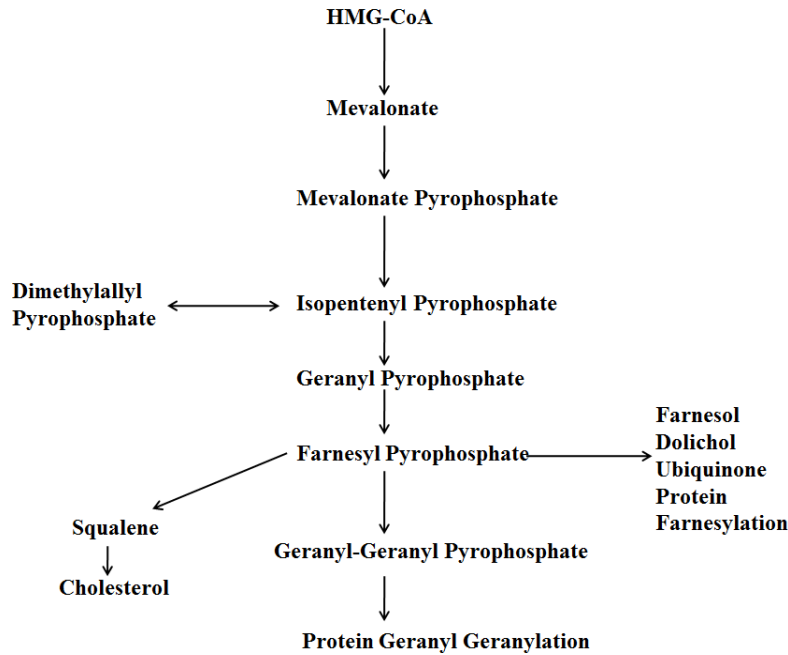 HMG-CoA
Mevalonate
Mevalonate Pyrophosphate
Dimethylallyl
Pyrophosphate
Isopentenyl Pyrophosphate
Geranyl Pyrophosphate
Farnesyl Pyrophosphate
Farnesol
Dolichol
Ubiquinone
Protein
Farnesylation
Squalene
Cholesterol
Geranyl-Geranyl Pyrophosphate
Protein Geranyl Geranylation